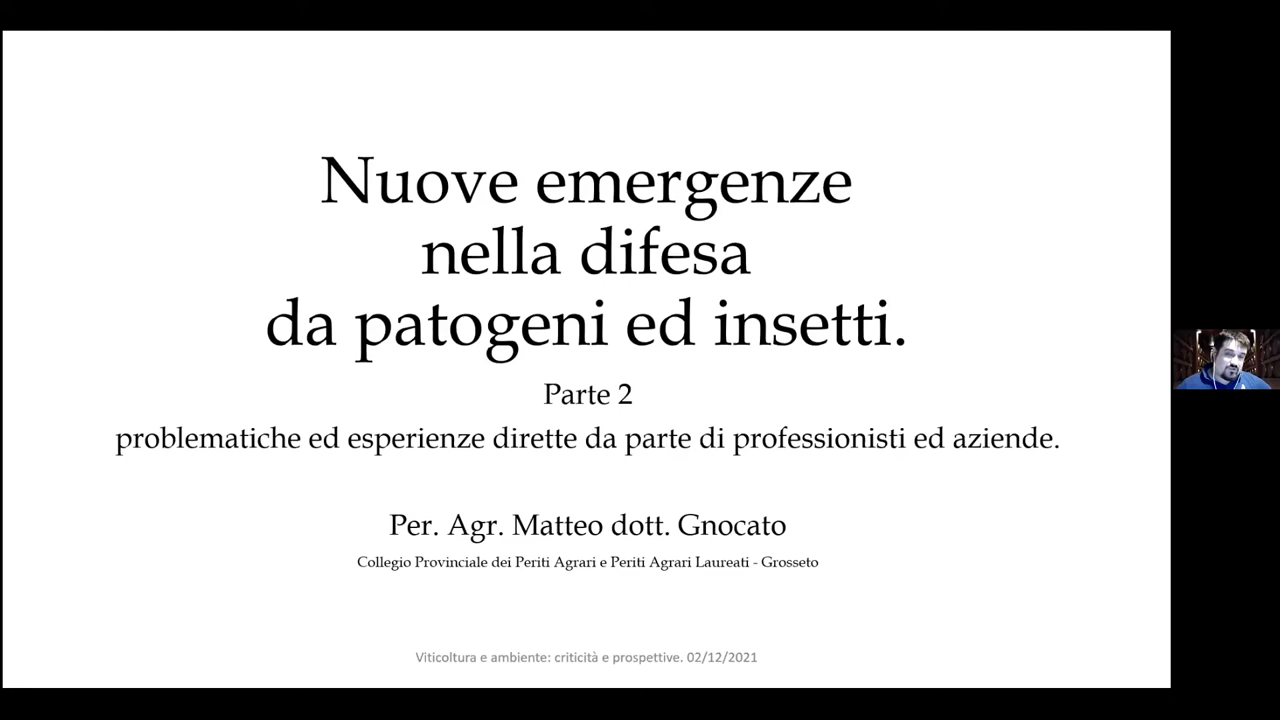 Nuove emergenze
nella difesa
da patogeni ed insetti.
Parte 2
problematiche ed esperienze dirette da parte di professionisti ed aziende.
Per. Agr. Matteo dott. Gnocato
Collegio Provinciale dei Periti Agrari e Periti Agrari Laureati - Grosseto
Viticoltura e ambiente: criticità e prospettive. 02/12/2021